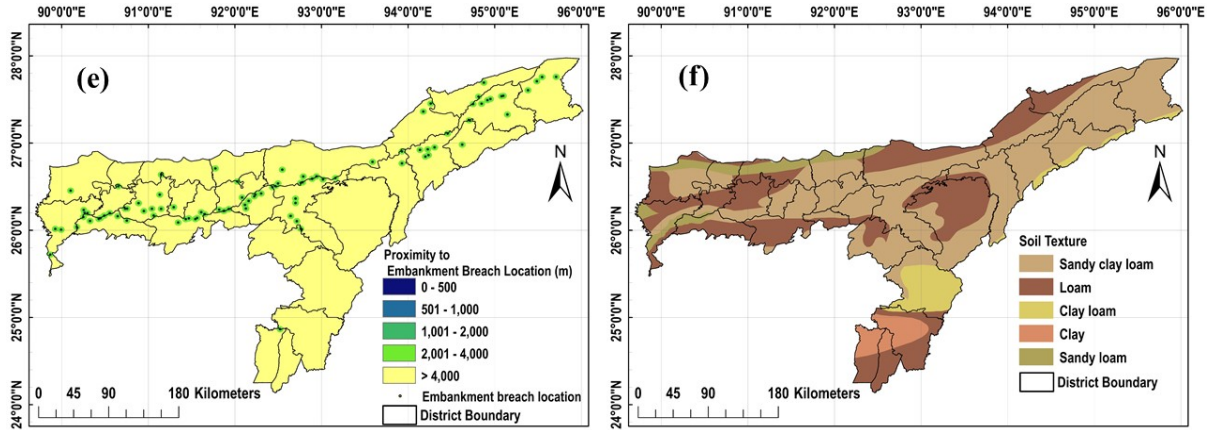 90°0'0"E 91°0'0"E 92°0'0"E 93°0'0"E 94°0'0"E 95°0'0"E 96°0'0"E
28°0'0"N
27°0'0"N
26°0'0"N
25°0'0"N
24°0'0"N
(e)
N
Proximity to
Embankment Breach Location (m)
0 - 500
501 - 1,000
1,001 - 2,000
2,001 - 4,000
> 4,000
Embankment breach location
District Boundary
0 45 90 180 Kilometers
90°0'0"E 91°0'0"E 92°0'0"E 93°0'0"E 94°0'0"E 95°0'0"E 96°0'0"E
28°0'0"N
27°0'0"N
26°0'0"N
25°0'0"N
24°0'0"N
(f)
N
Soil Texture
Sandy clay loam
Loam
Clay loam
Clay
Sandy loam
District Boundary
0 45 90 180 Kilometers